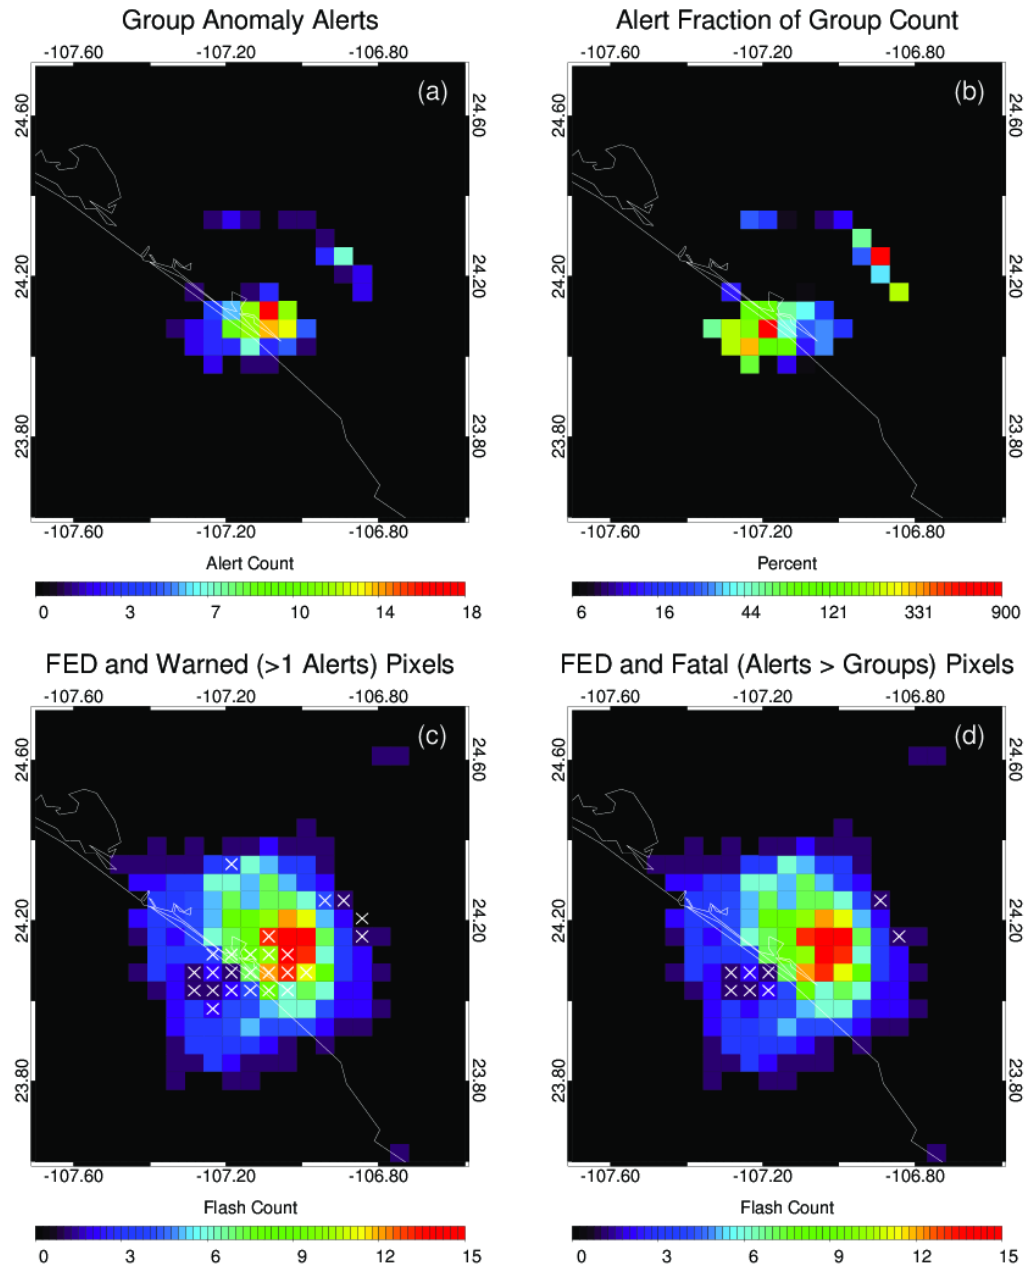 Group Anomaly Alerts
-107.60 -107.20 -106.80
(a)
24.60 24.60
24.20 24.20
23.80 23.80
-107.60 -107.20 -106.80
Alert Count
0 3 7 10 14 18
Alert Fraction of Group Count
-107.60 -107.20 -106.80
(b)
24.60 24.60
24.20 24.20
23.80 23.80
-107.60 -107.20 -106.80
Percent
6 16 44 121 331 900
FED and Warned (>1 Alerts) Pixels
-107.60 -107.20 -106.80
(c)
24.60 24.60
24.20 24.20
23.80 23.80
-107.60 -107.20 -106.80
Flash Count
0 3 6 9 12 15
FED and Fatal (Alerts > Groups) Pixels
-107.60 -107.20 -106.80
(d)
24.60 24.60
24.20 24.20
23.80 23.80
-107.60 -107.20 -106.80
Flash Count
0 3 6 9 12 15